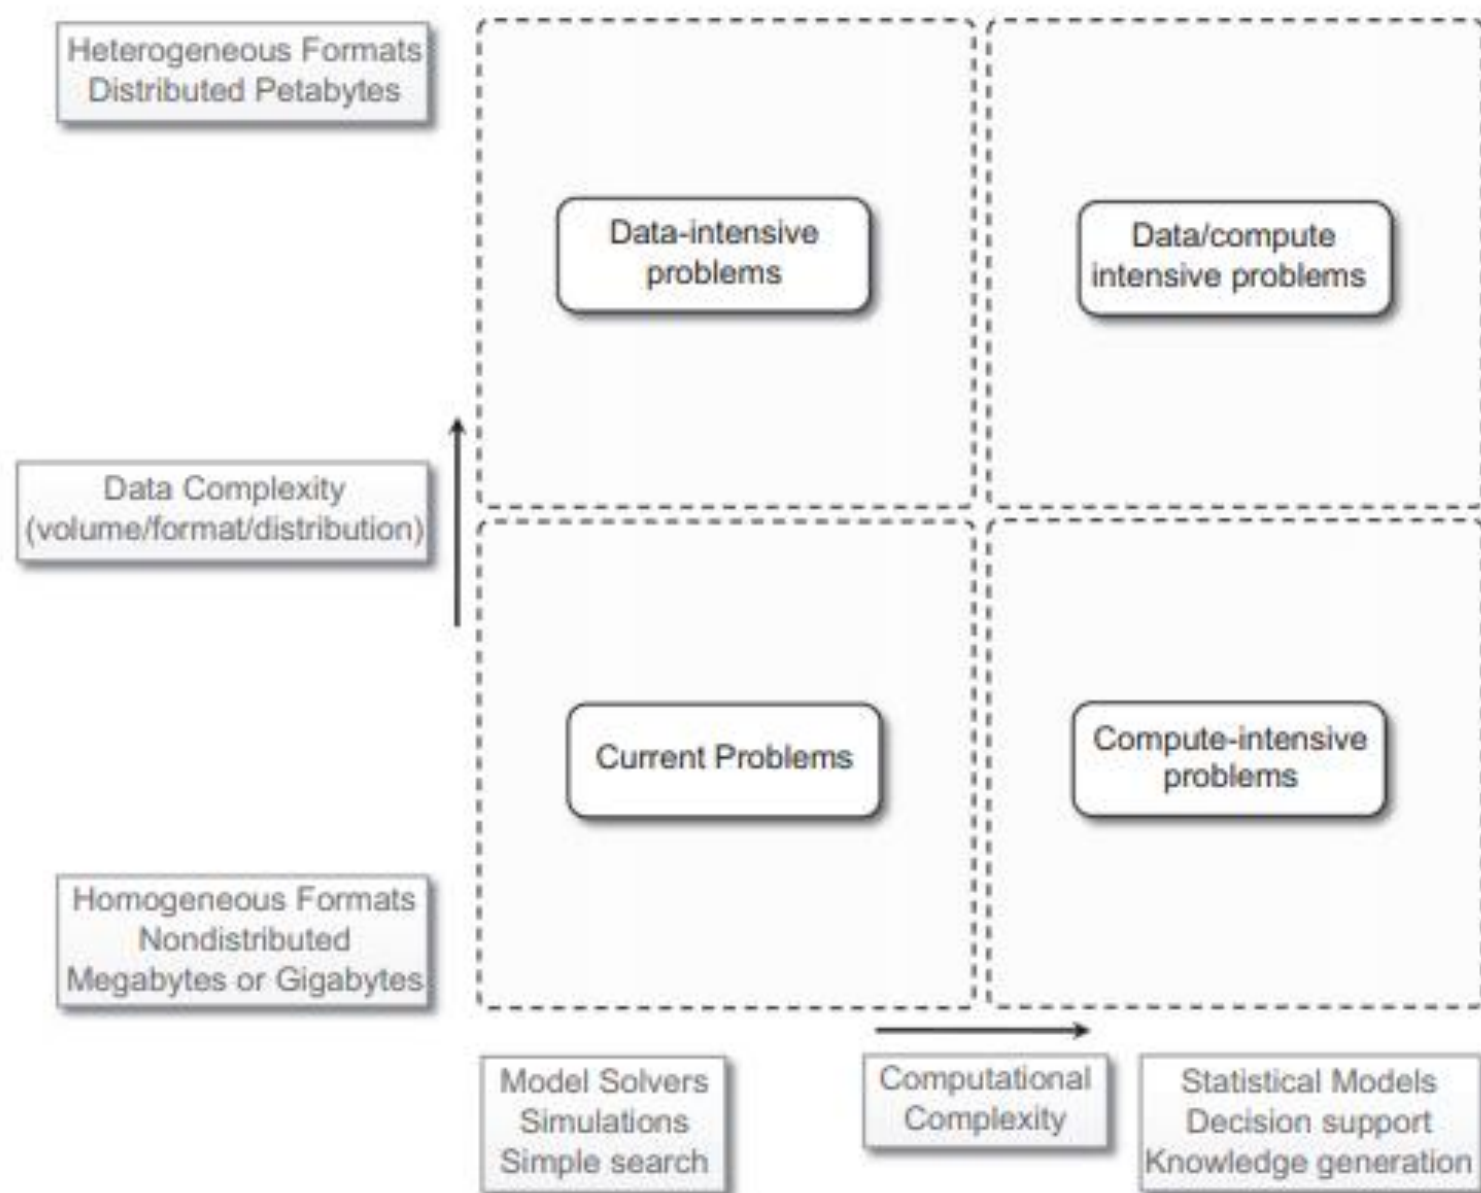 Heterogeneous Formats
Distributed Petabytes
Data-intensive
problems
Data/compute
intensive problems
Data Complexity
(volume/format/distribution)
Current Problems
Compute-intensive
problems
Homogeneous Formats
Nondistributed
Megabytes or Gigabytes
Model Solvers
Simulations
Simple search
Computational
Complexity
Statistical Models
Decision support
Knowledge generation